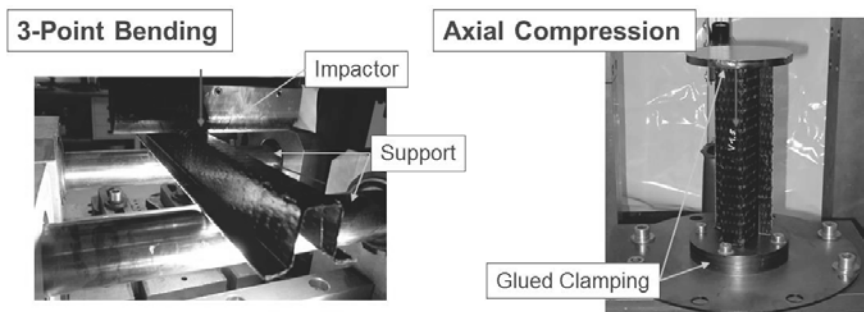 3-Point Bending
Impactor
Support
Axial Compression
Glued Clamping